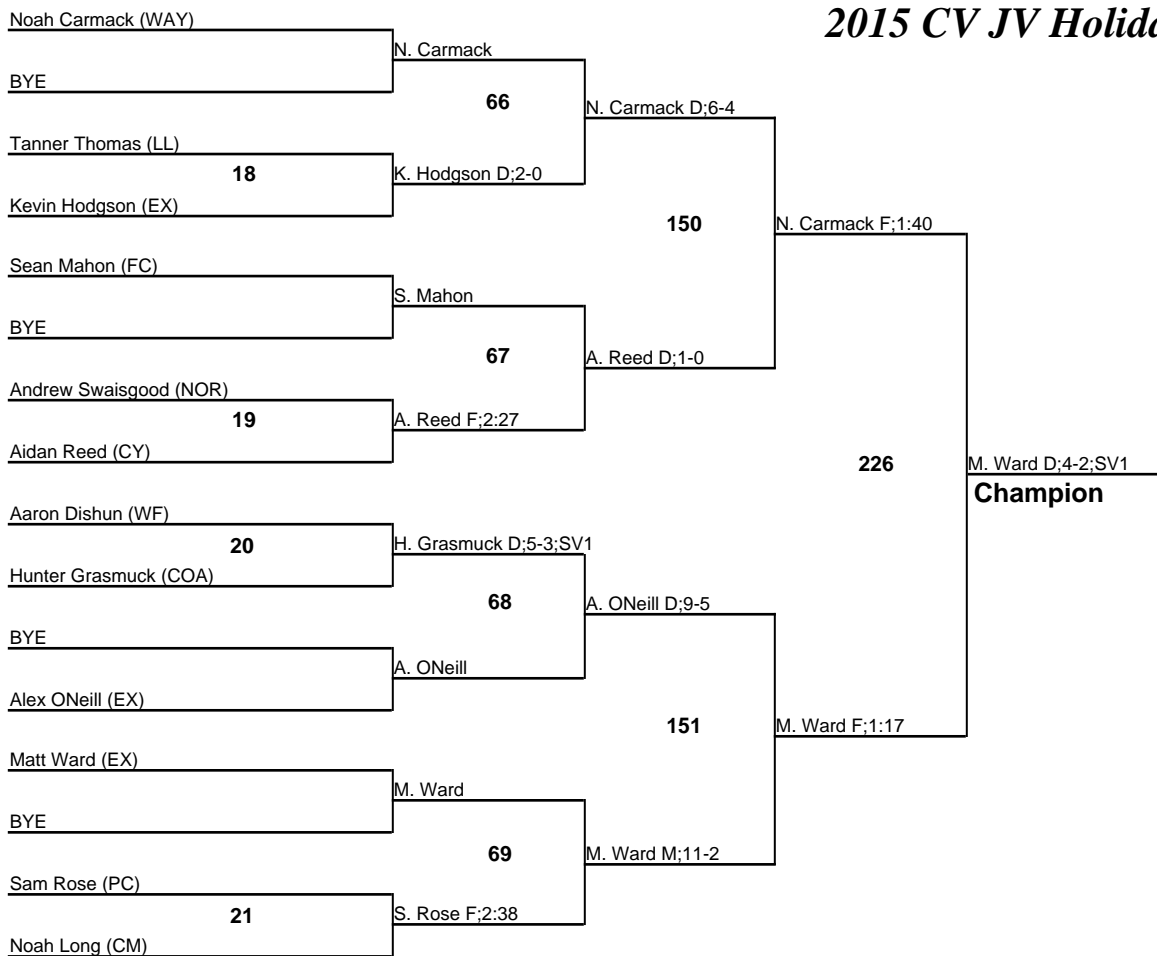 2015 CV JV Holida
Noah Carmack (WAY)
N. Carmack
BYE
66
N. Carmack D;6-4
Tanner Thomas (LL)
18
K. Hodgson D;2-0
Kevin Hodgson (EX)
150
N. Carmack F;1:40
Sean Mahon (FC)
S. Mahon
BYE
67
A. Reed D;1-0
Andrew Swaisgood (NOR)
19
A. Reed F;2:27
Aidan Reed (CY)
226
M. Ward D;4-2;SV1
Champion
Aaron Dishun (WF)
20
H. Grasmuck D;5-3;SV1
Hunter Grasmuck (COA)
68
A. ONeill D;9-5
BYE
A. ONeill
Alex ONeill (EX)
151
M. Ward F;1:17
Matt Ward (EX)
M. Ward
BYE
69
M. Ward M;11-2
Sam Rose (PC)
21
S. Rose F;2:38
Noah Long (CM)